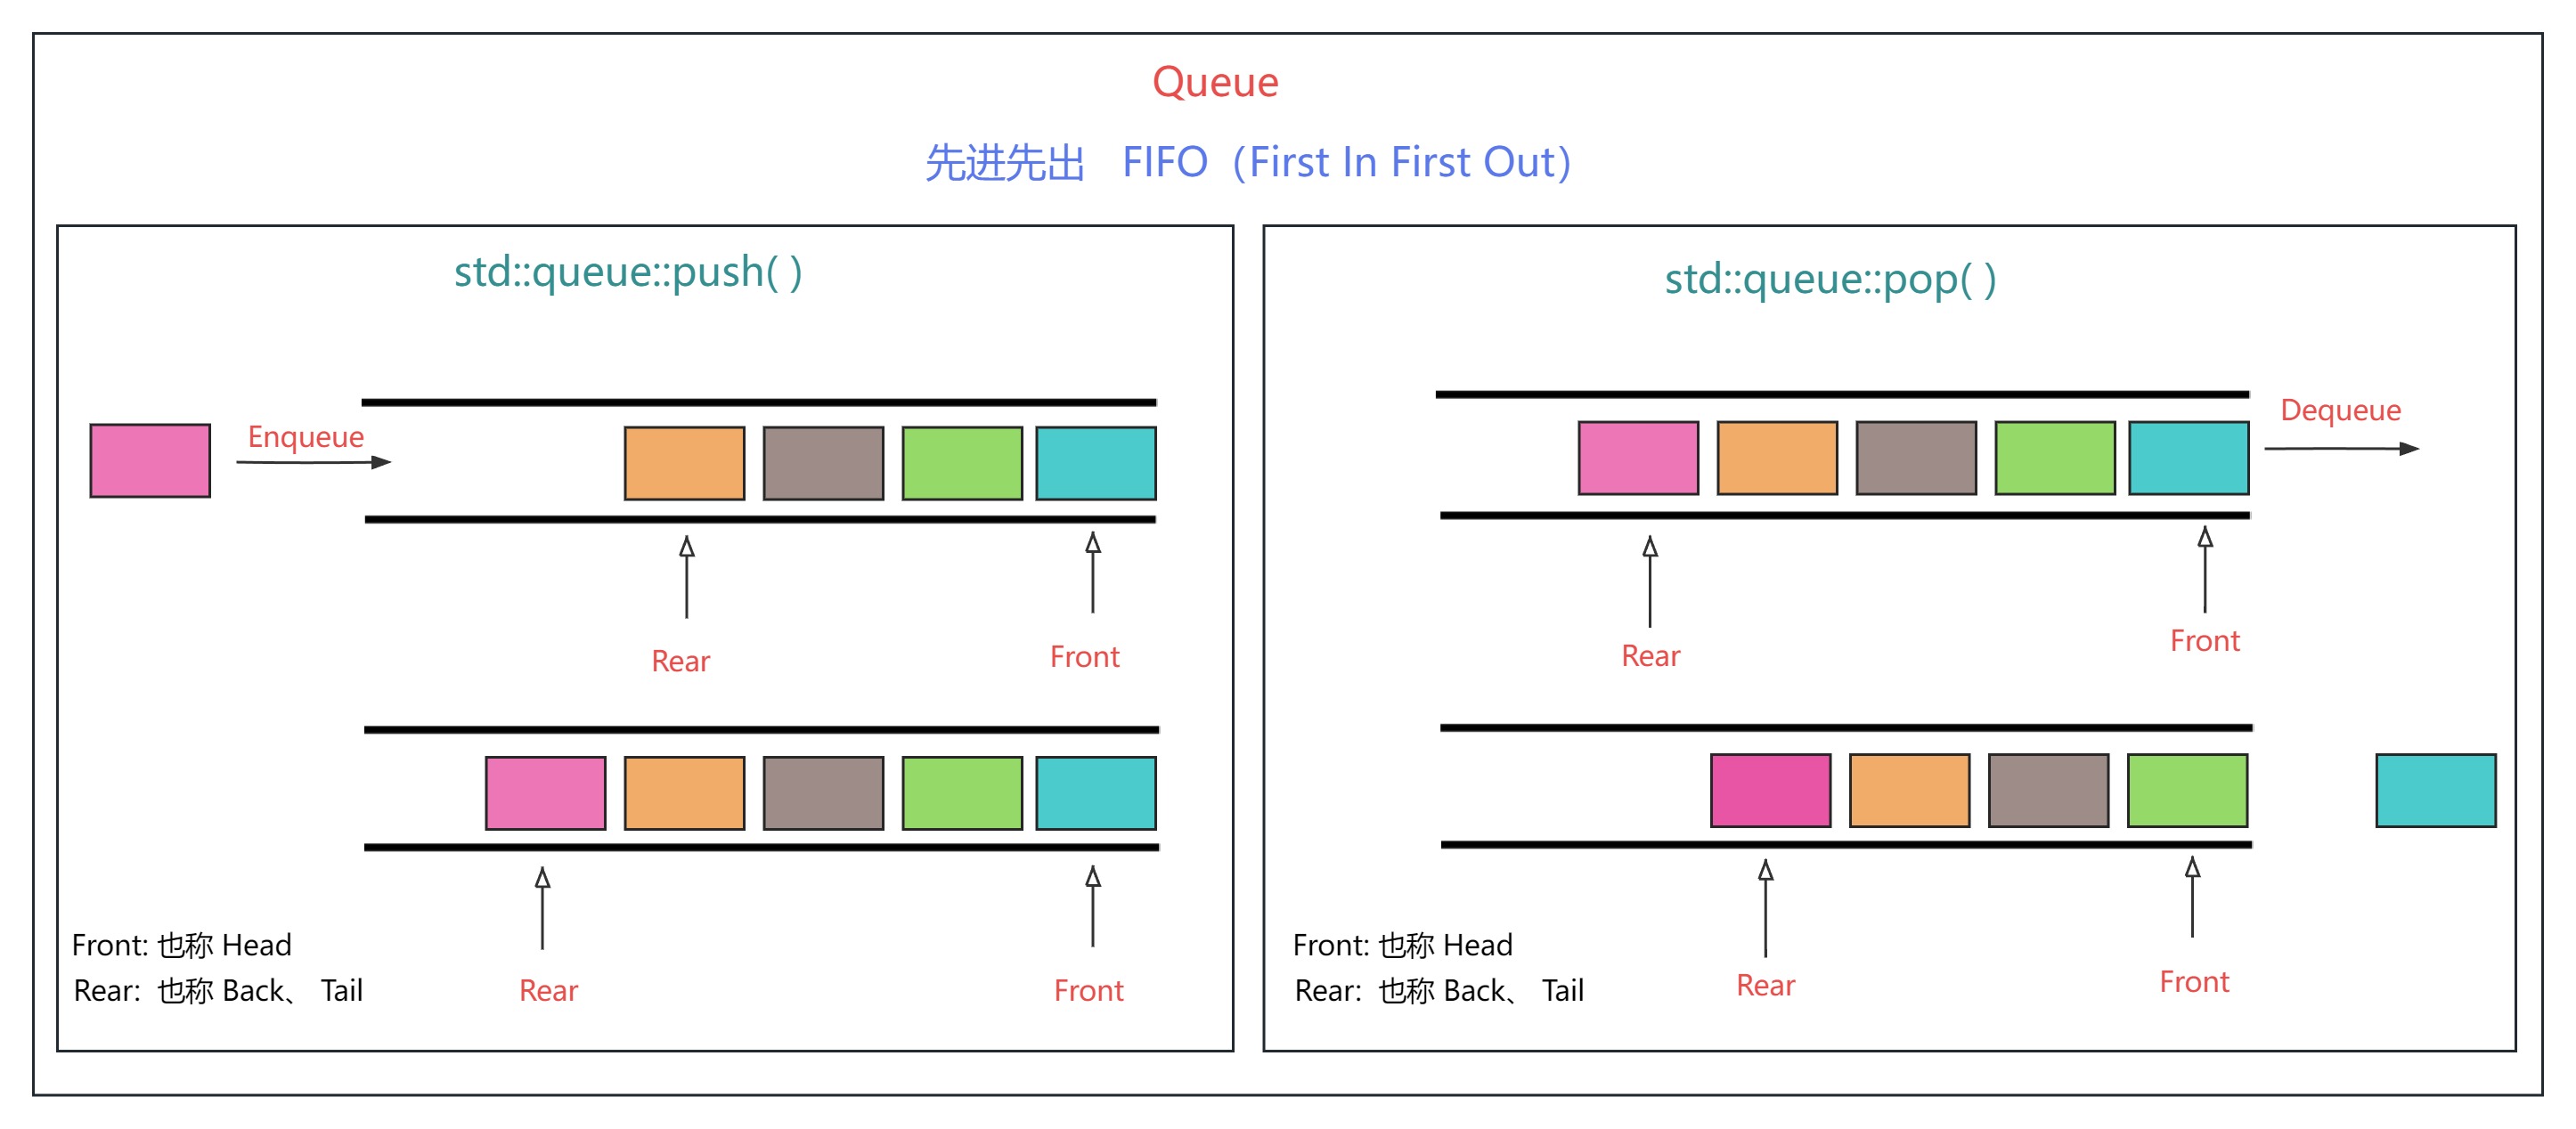 Queue
先进先出 FIFO（First In First Out）
std::queue::push( )
Enqueue
Rear
Front
Rear
Front
Front: 也称 Head
Rear: 也称 Back、 Tail
std::queue::pop( )
Dequeue
Rear
Front
Rear
Front
Front: 也称 Head
Rear: 也称 Back、 Tail